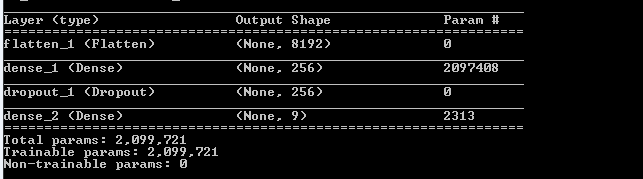 Layer (type) Output Shape Param #
flatten_1 (Flatten) (None, 8192) 0
dense_1 (Dense) (None, 256) 2097408
dropout_1 (Dropout) (None, 256) 0
dense_2 (Dense) (None, 9) 2313
Total params: 2,099,721
Trainable params: 2,099,721
Non-trainable params: 0